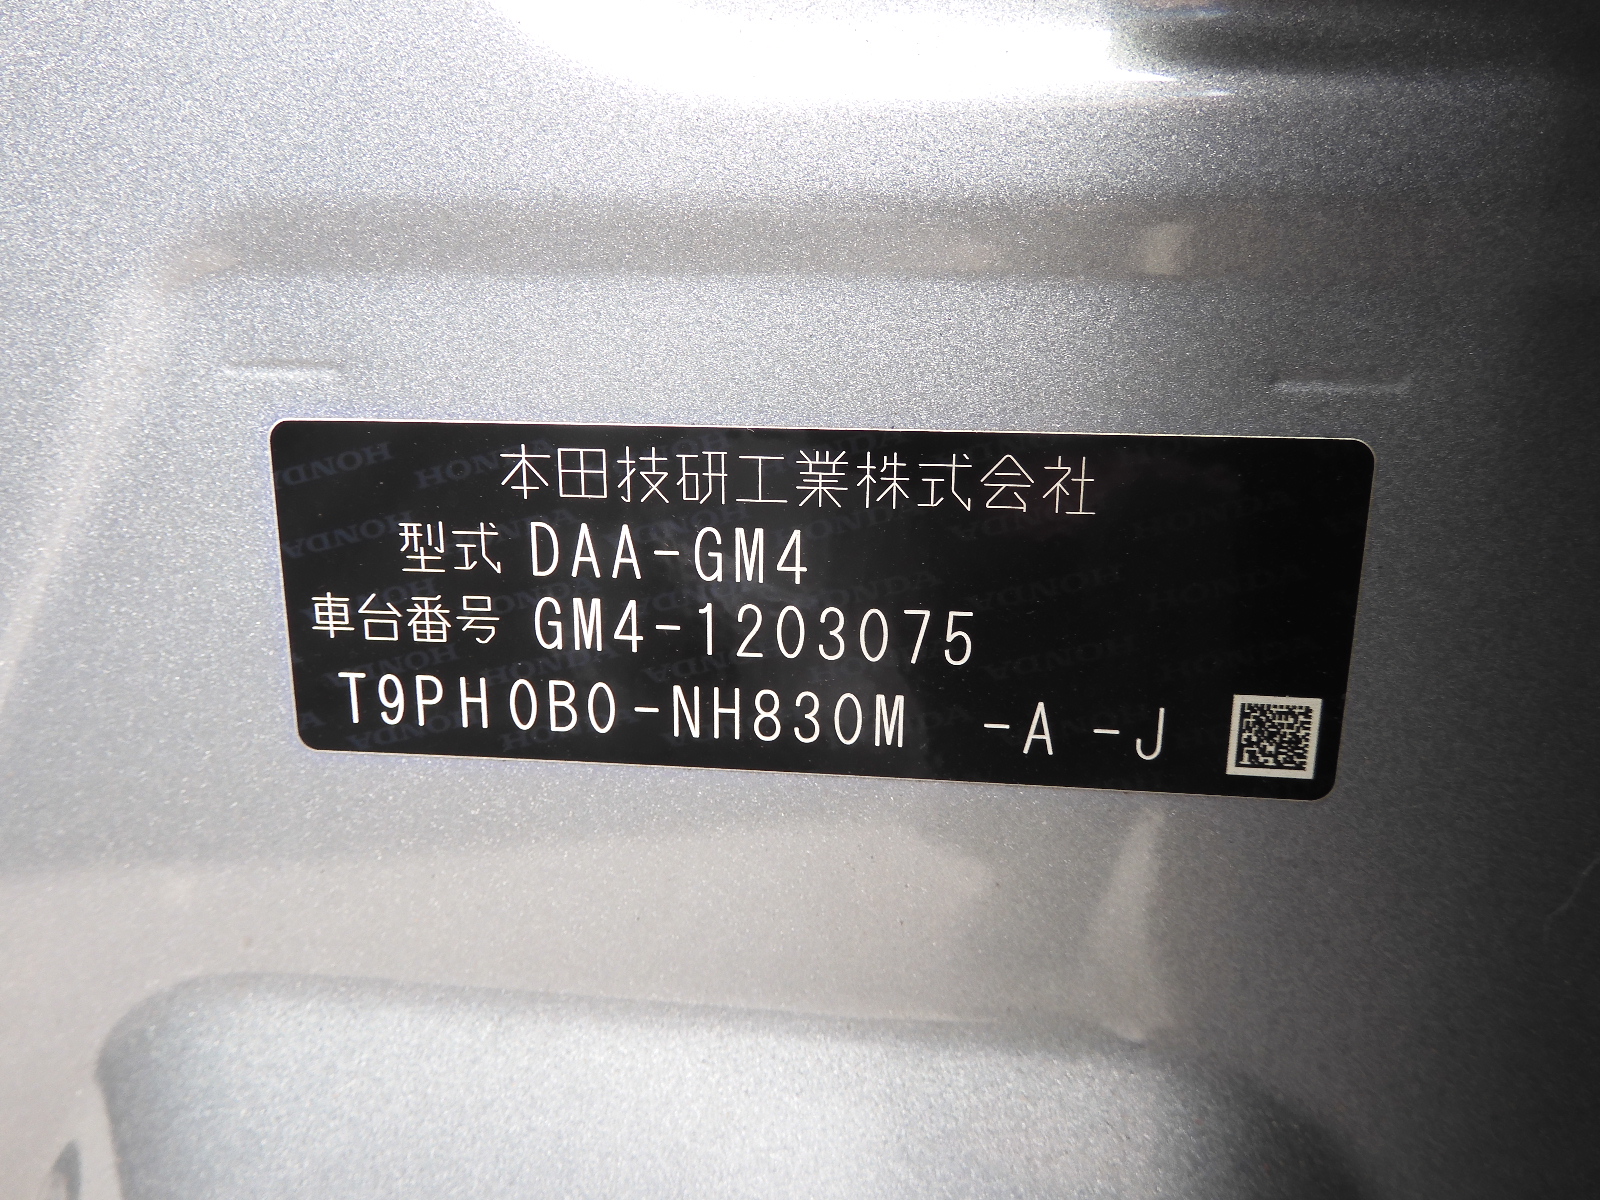 本田技研工業株式会社
型式 DAA-GM4
車台番号 GM4-1203075
T9PH0B0-NH830M -A -J